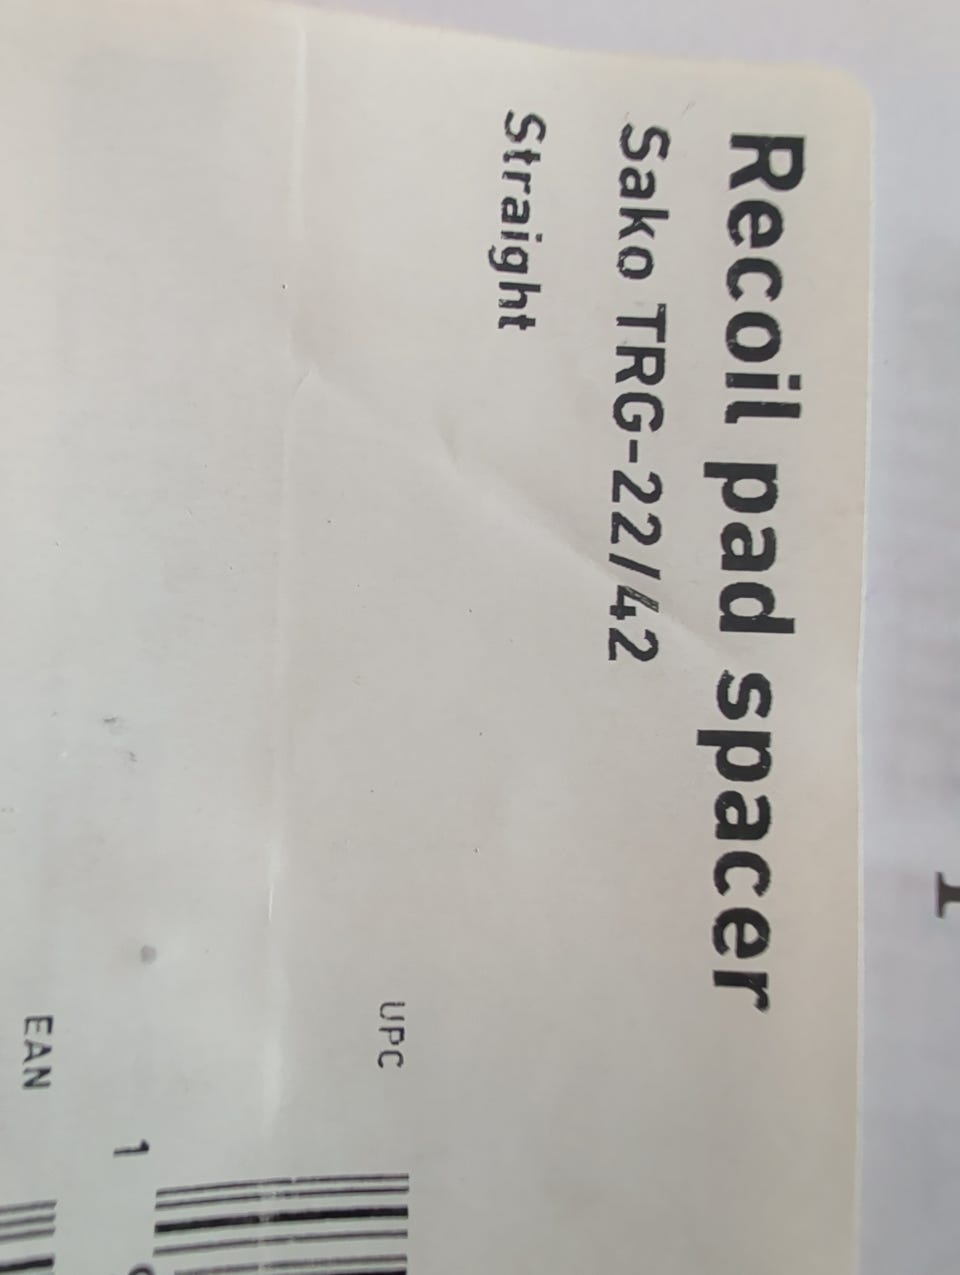 Recoil pad spacer
Sako TRG-22/42
Straight
UPC
1
EAN